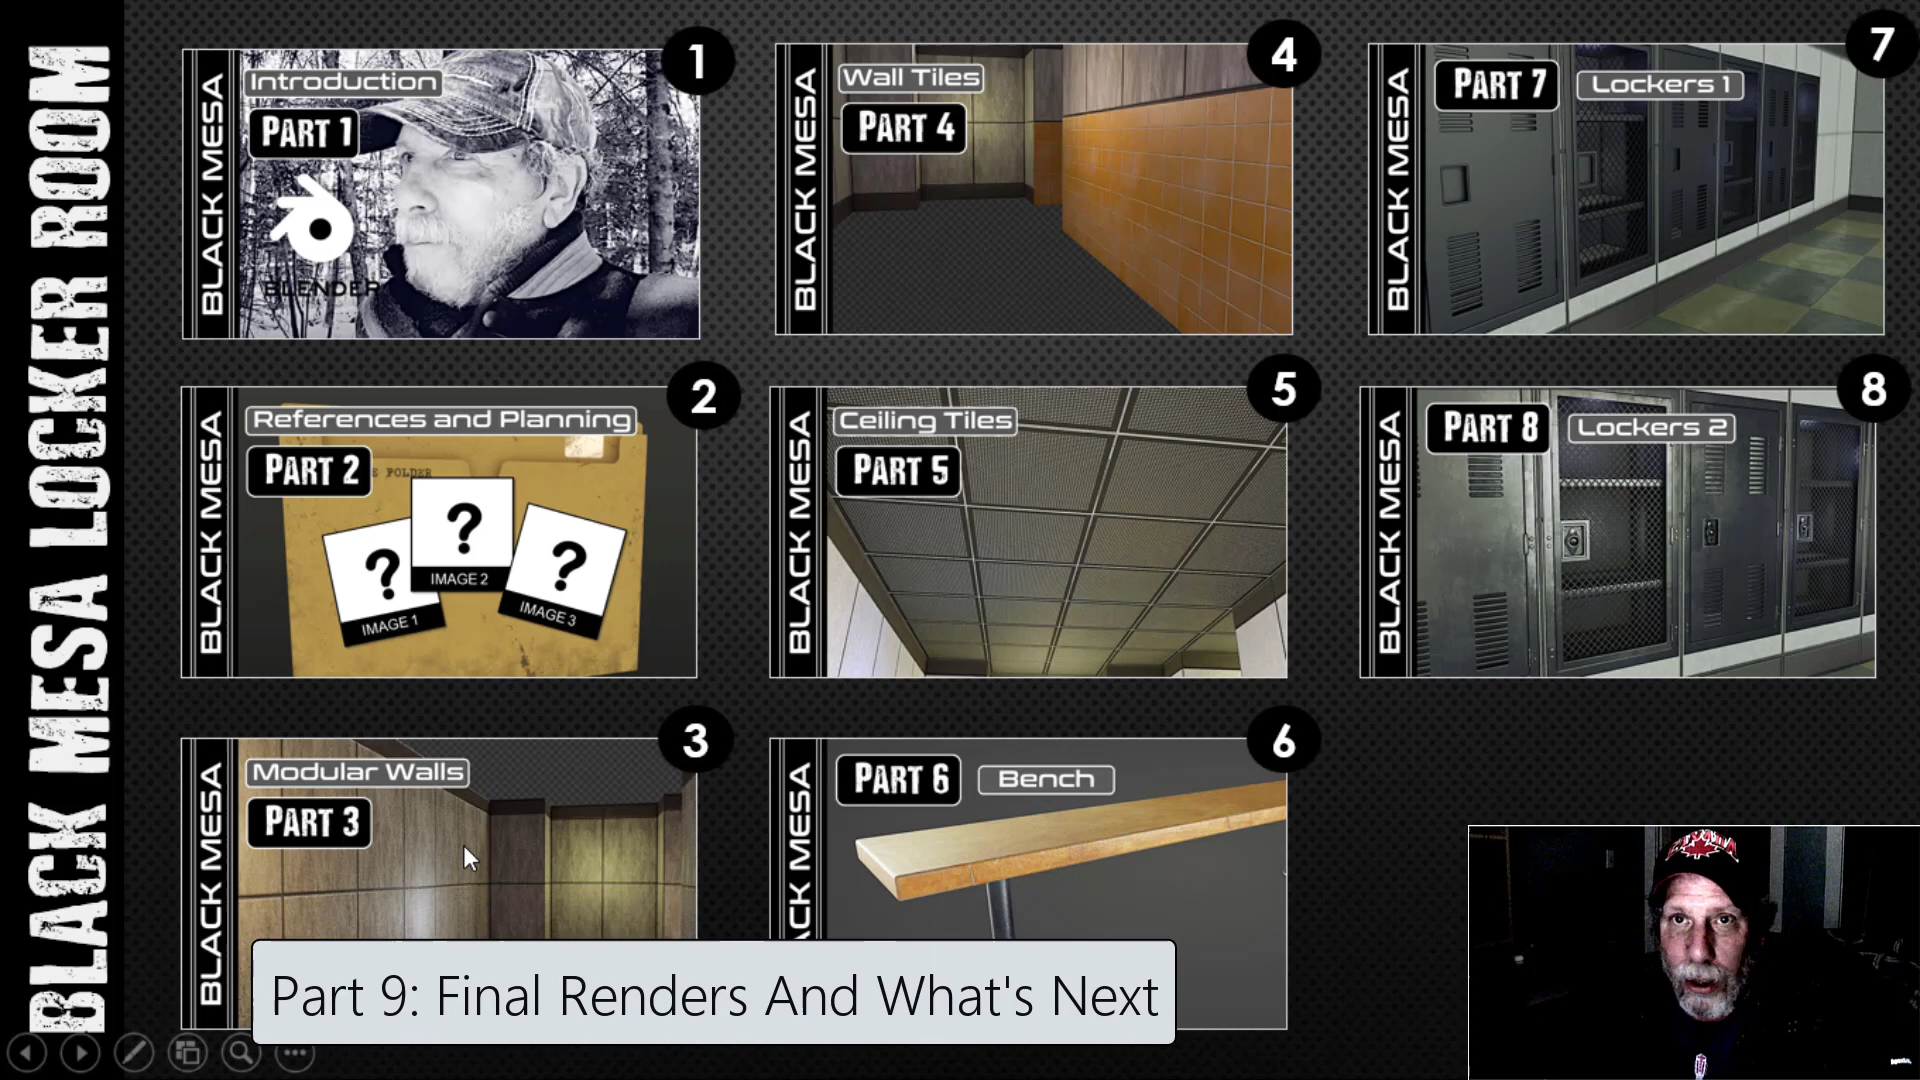 BLACK MESA LOCKER ROOM
1
Introduction
PART 1
BLACK MESA
BLENDER
2
References and Planning
PART 2
BLACK MESA
E FOLDER
?
IMAGE 1
?
IMAGE 2
?
IMAGE 3
3
Modular Walls
PART 3
BLACK MESA
4
Wall Tiles
PART 4
BLACK MESA
5
Ceiling Tiles
PART 5
BLACK MESA
6
PART 6
Bench
CK MESA
7
PART 7
Lockers 1
BLACK MESA
8
PART 8
Lockers 2
BLACK MESA
Part 9: Final Renders And What's Next